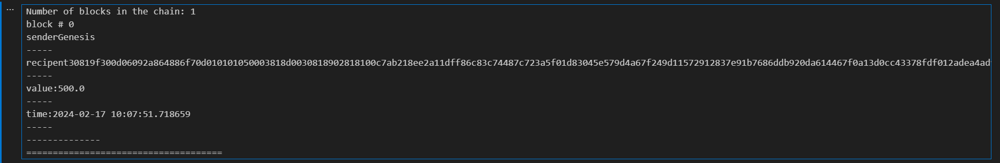 ...
Number of blocks in the chain: 1
block # 0
senderGenesis
-----
recipent30819f300d06092a864886f70d010101050003818d0030818902818100c7ab218ee2a11dff86c83c74487c723a5f01d83045e579d4a67f249d11572912837e91b7686ddb920da614467f0a13d0cc43378fdf012adea4ad
-----
value:500.0
-----
time:2024-02-17 10:07:51.718659
-----
--------------
=====================================